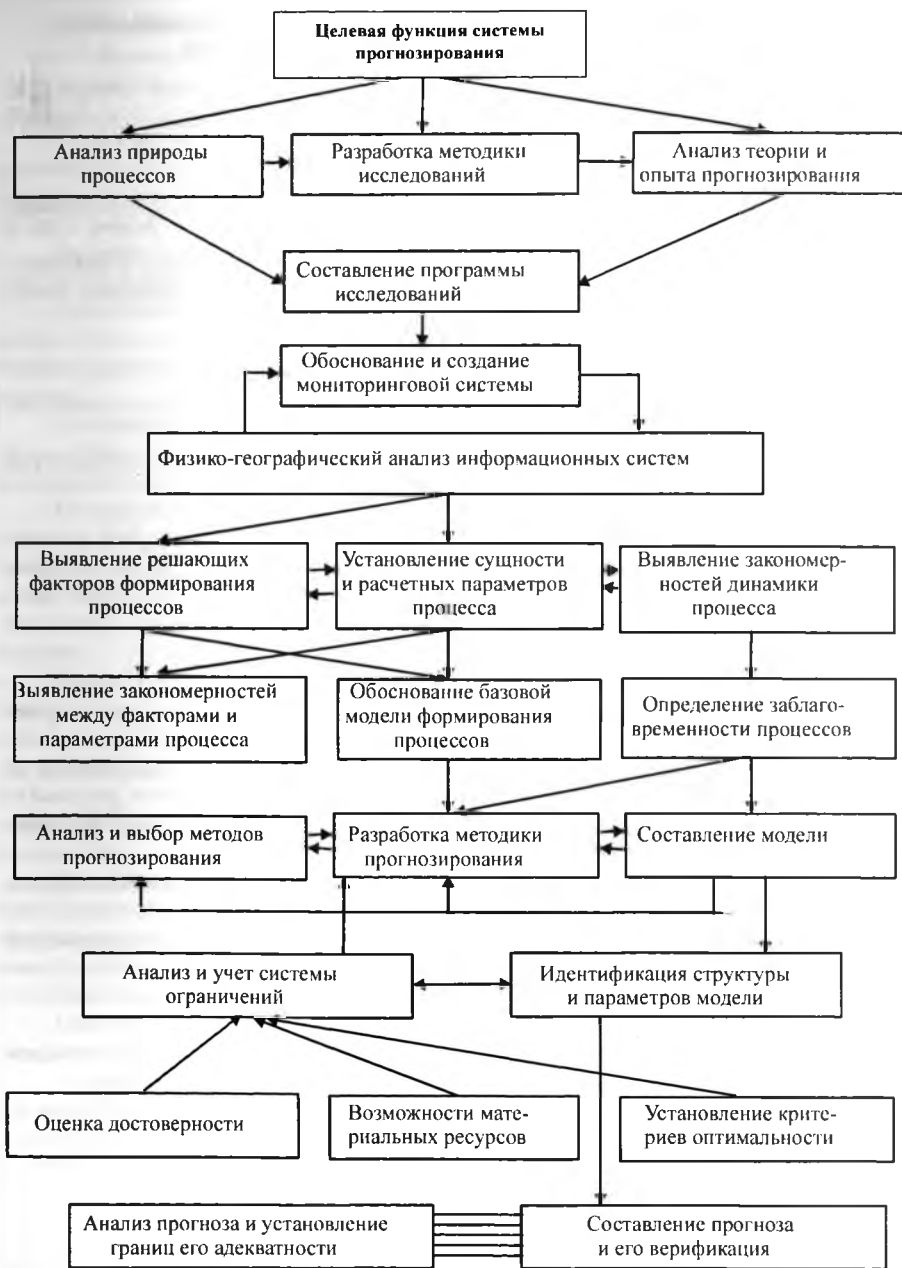 Целевая функция системы
прогнозирования
Анализ природы
процессов
Разработка методики
исследований
Анализ теории и
опыта прогнозирования
Составление программы
исследований
Обоснование и создание
мониторинговой системы
Физико-географический анализ информационных систем
Выявление решающих
факторов формирования
процессов
Установление сущности
и расчетных параметров
процесса
Выявление закономер-
ностей динамики
процесса
Выявление закономерностей
между факторами и
параметрами процесса
Обоснование базовой
модели формирования
процессов
Определение заблаго-
временности процессов
Анализ и выбор методов
прогнозирования
Разработка методики
прогнозирования
Составление модели
Анализ и учет системы
ограничений
Идентификация структуры
и параметров модели
Оценка достоверности
Возможности мате-
риальных ресурсов
Установление крите-
риев оптимальности
Анализ прогноза и установление
границ его адекватности
Составление прогноза
и его верификация